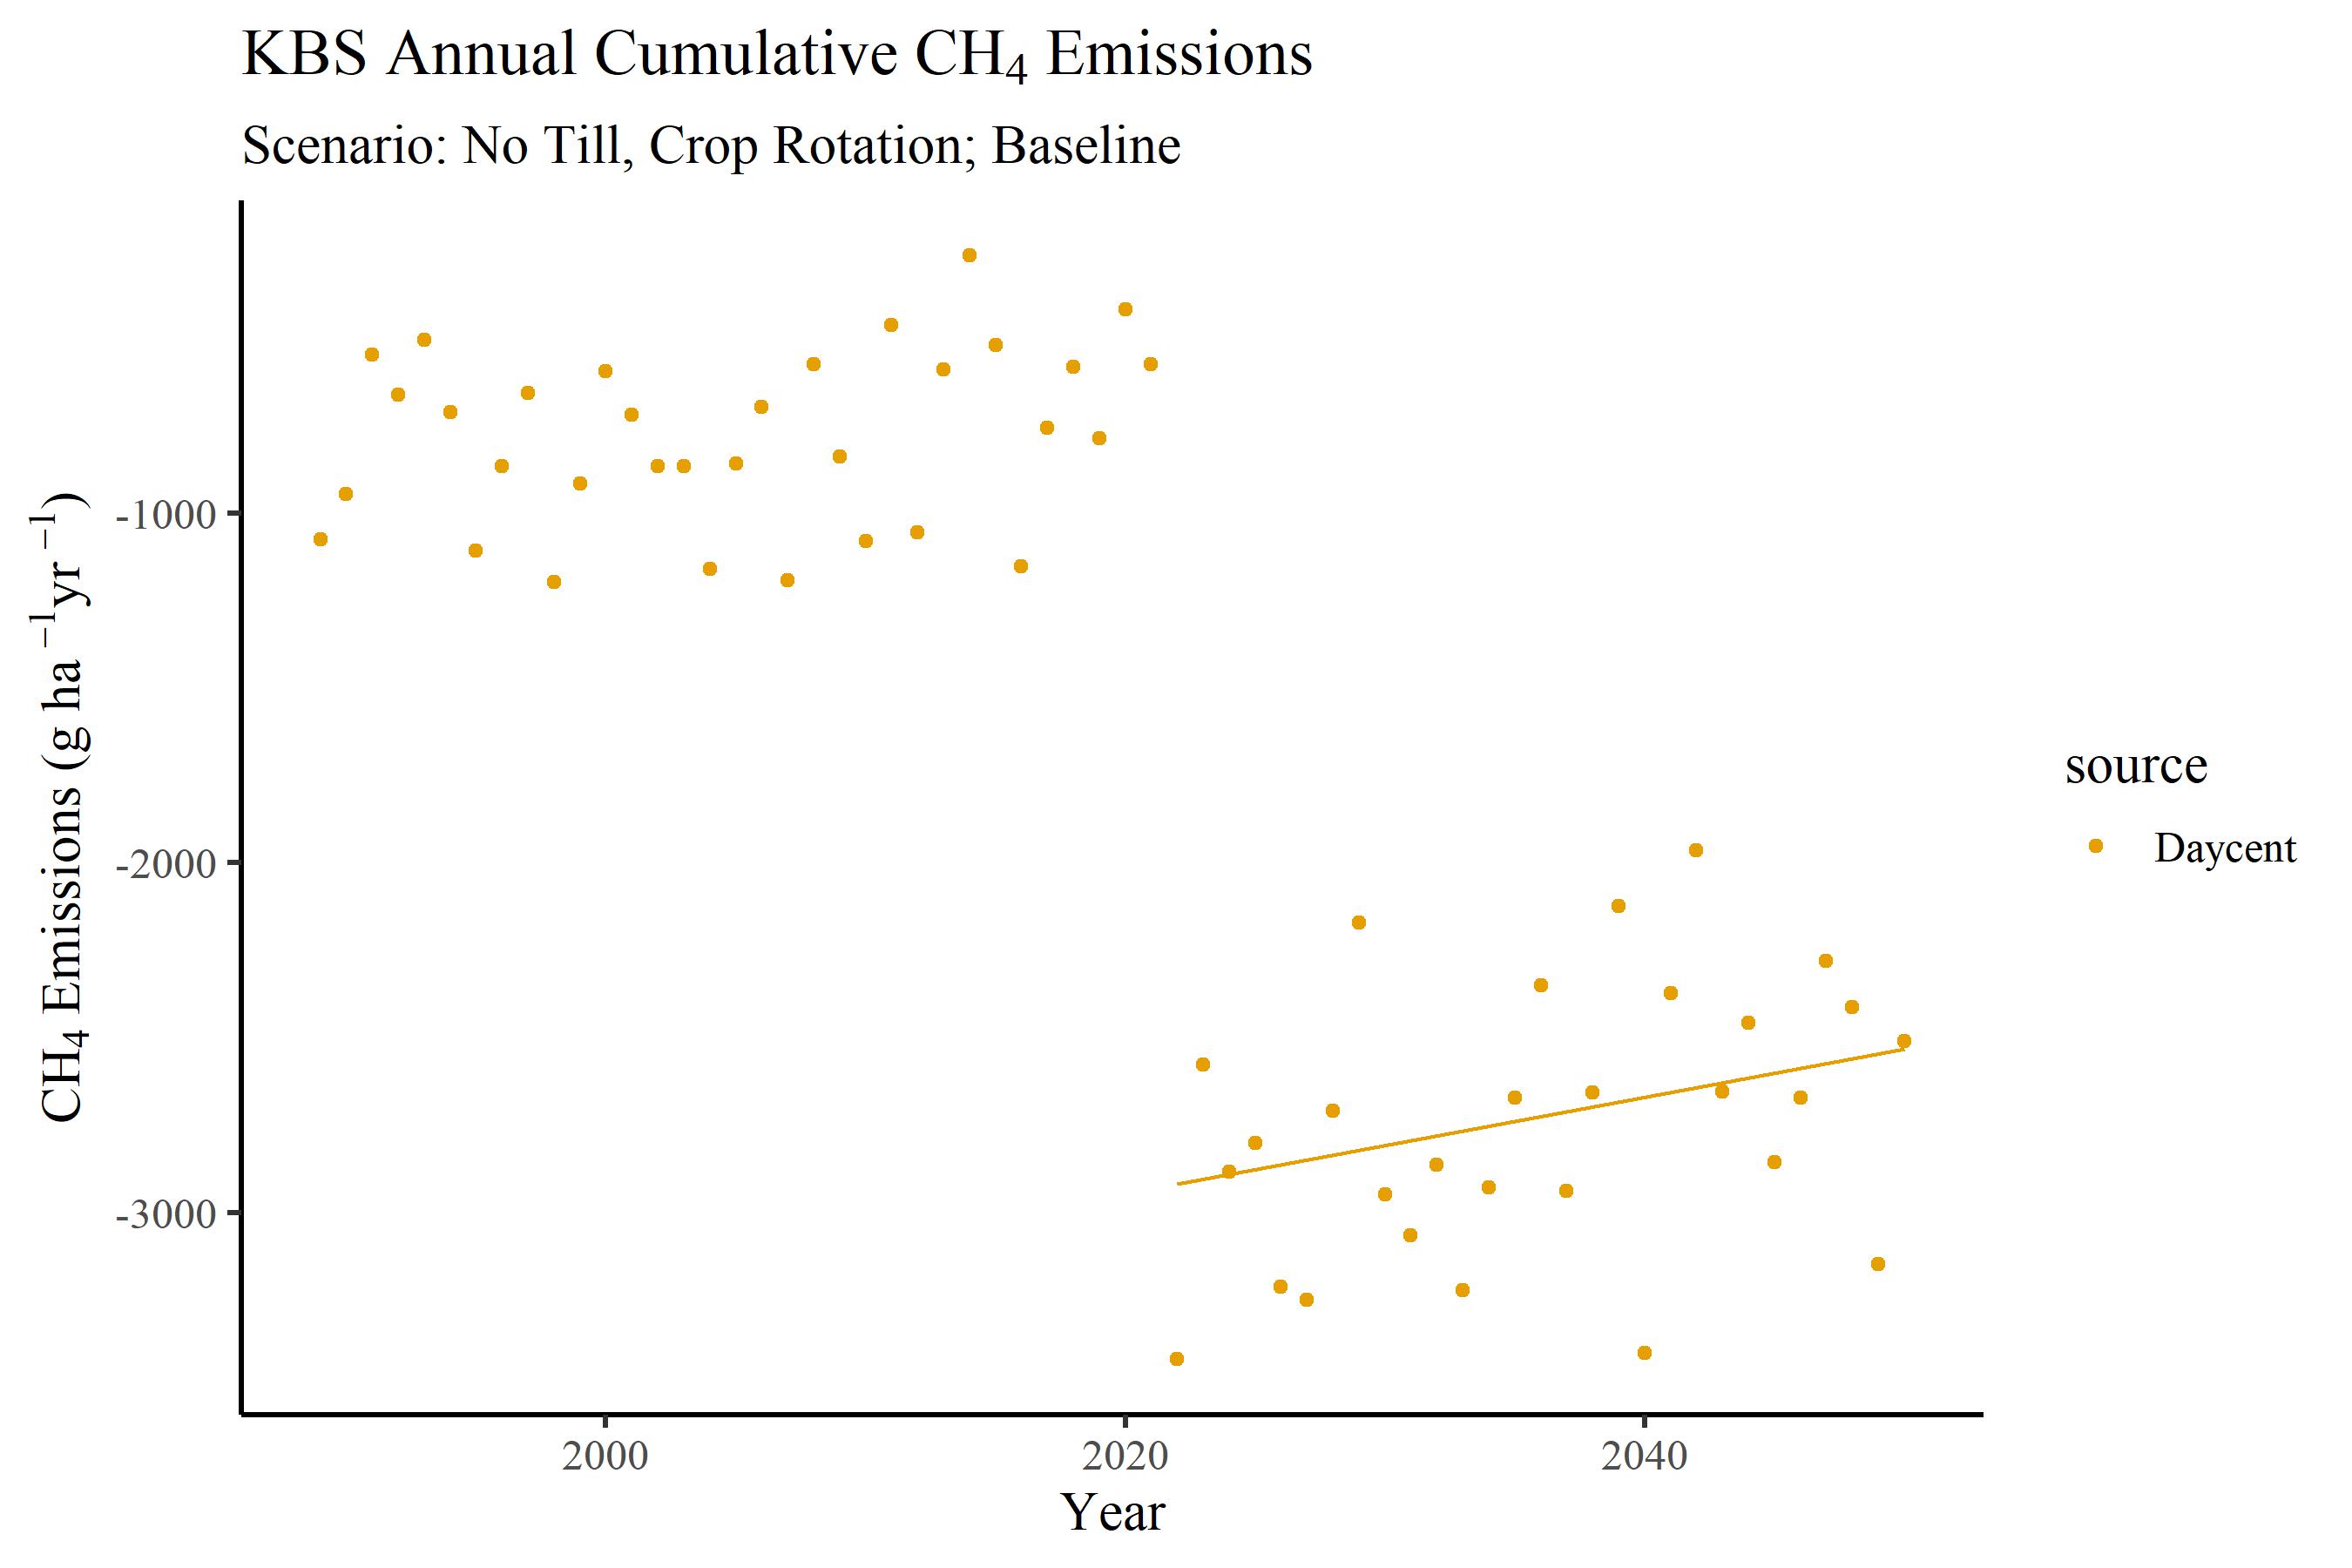 KBS Annual Cumulative CH₄ Emissions
Scenario: No Till, Crop Rotation; Baseline
CH₄ Emissions (g ha ⁻¹yr ⁻¹)
-1000
-2000
-3000
2000 2020 2040
Year
source
Daycent